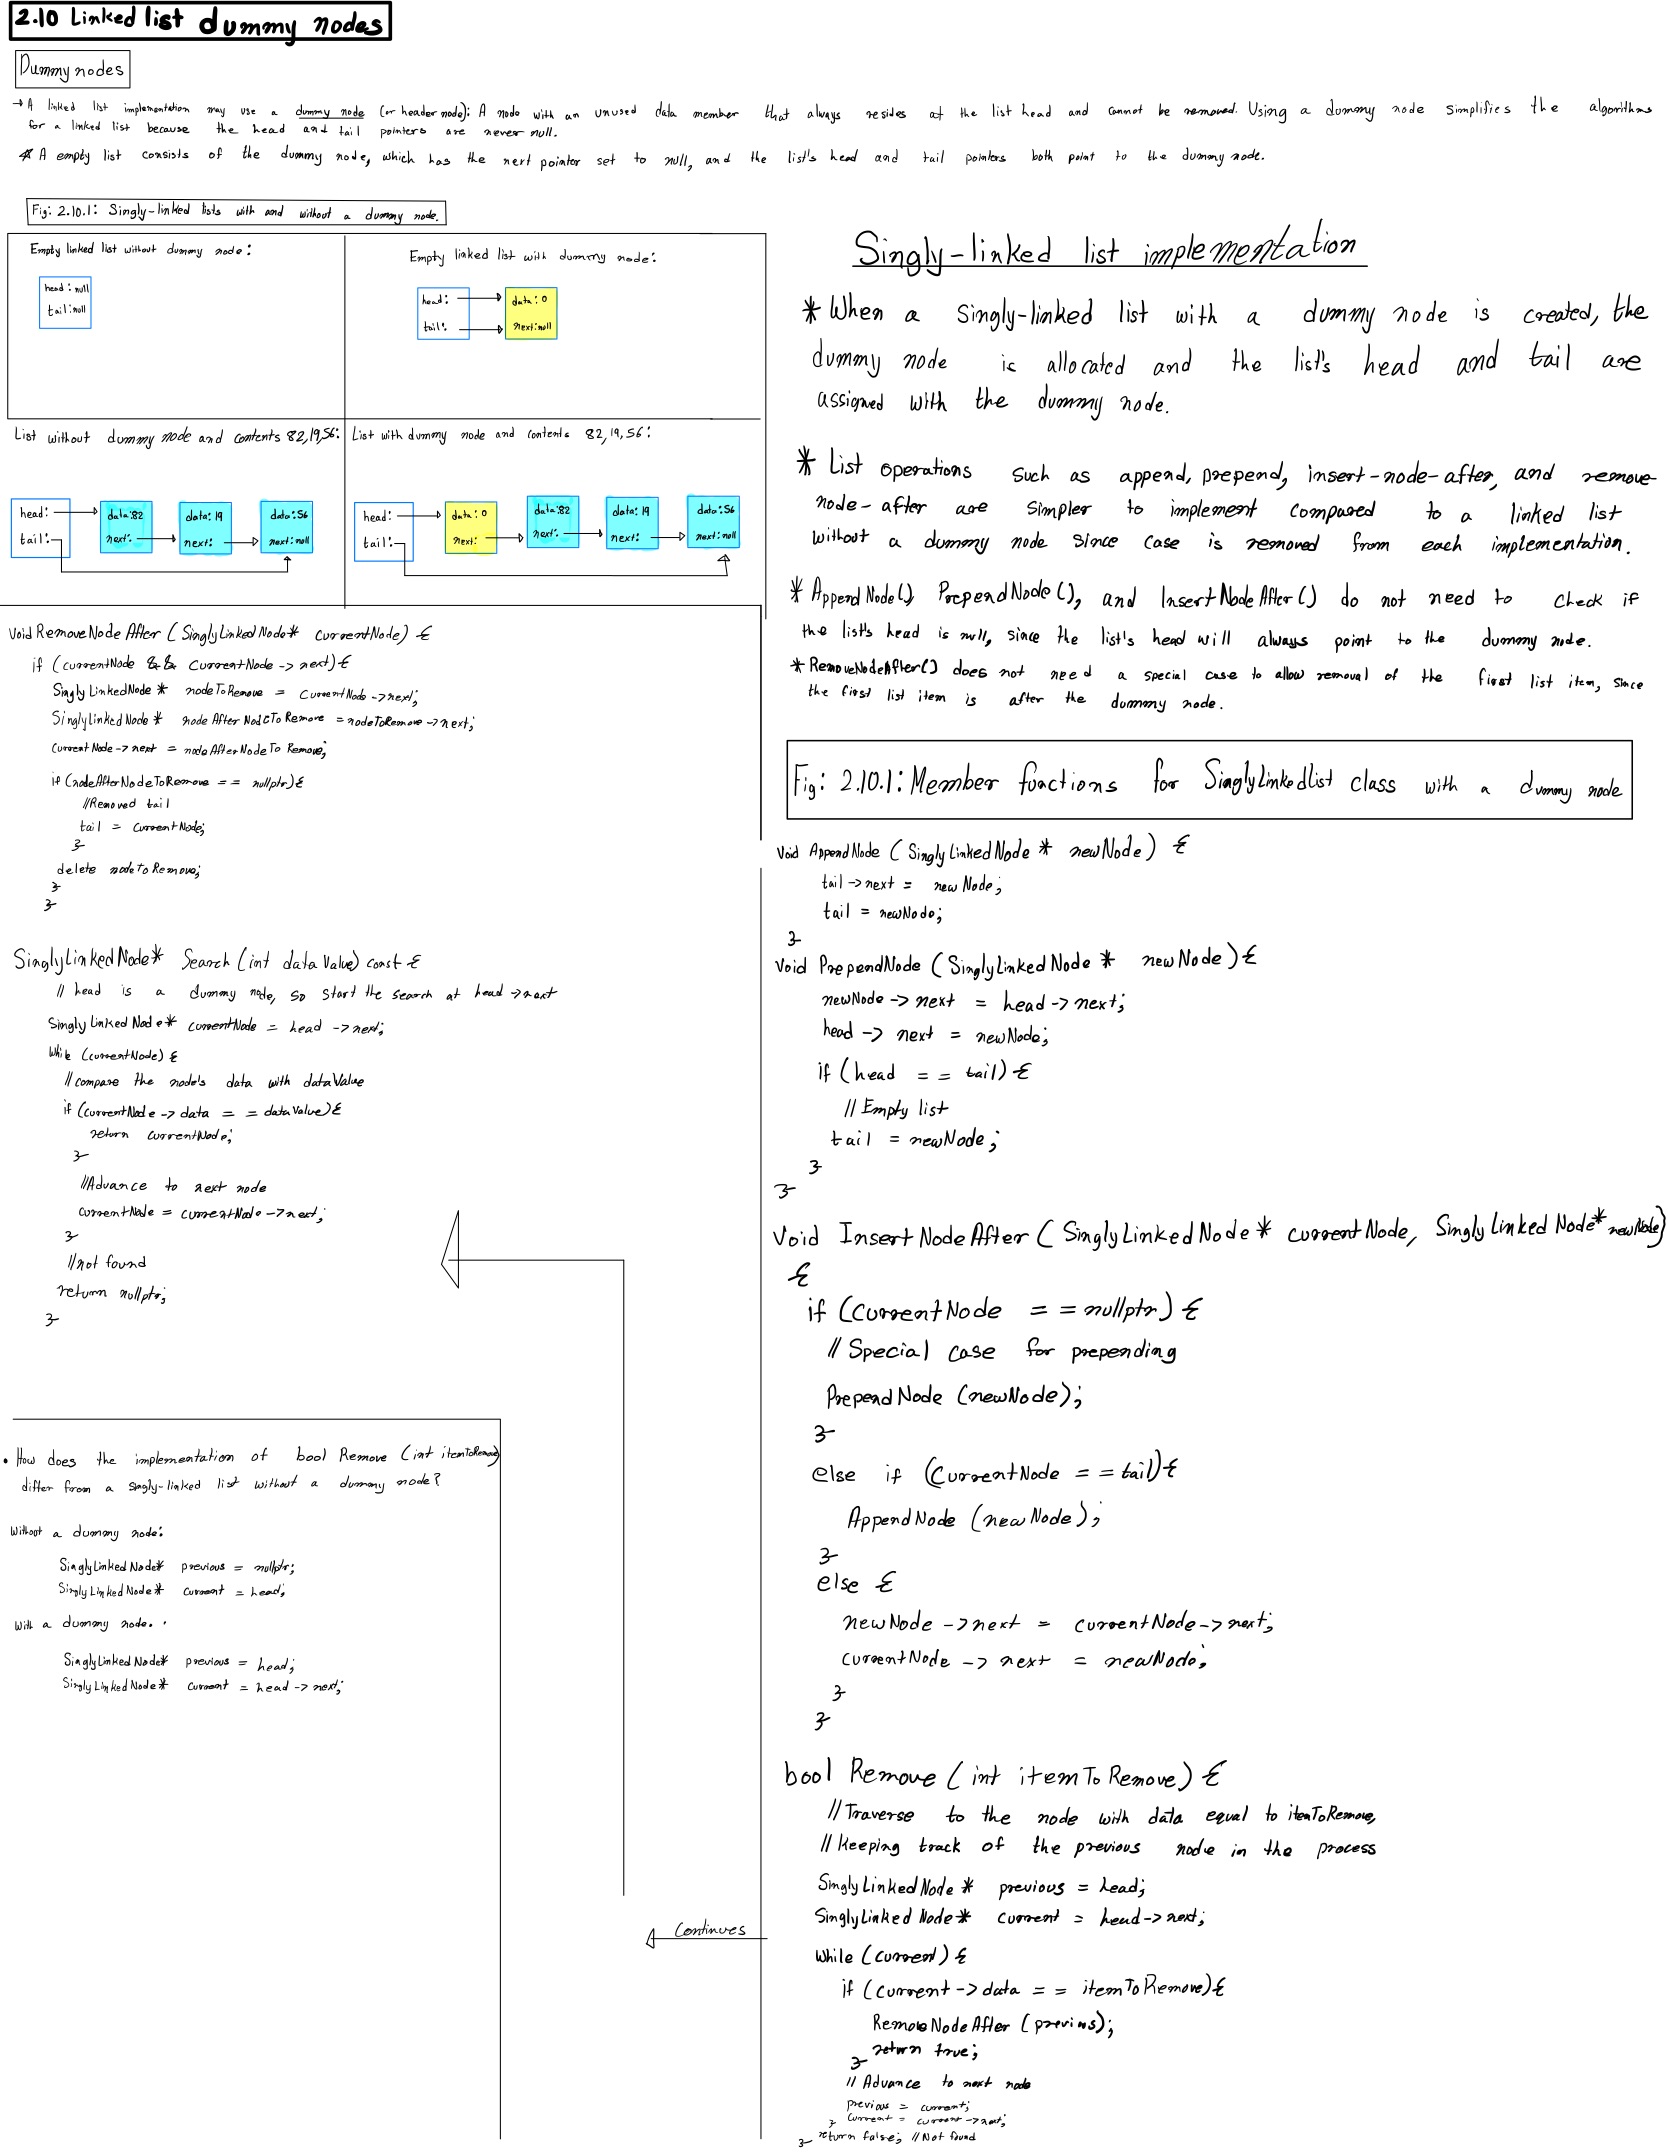 2.10 Linked list dummy nodes
Dummy nodes
→ A linked list implementation may use a dummy node (or header node): A node with an unused data member that always resides at the list head and cannot be removed. Using a dummy node simplifies the algorithms
for a linked list because the head and tail pointers are never null.
* A empty list consists of the dummy node, which has the next pointer set to null, and the list's head and tail pointers both point to the dummy node.
Fig: 2.10.1: Singly-linked lists with and without a dummy node.
Empty linked list without dummy node:
head: null
tail:null
Empty linked list with dummy node:
head:
tail:
data: 0
next:null
List without dummy node and contents 82,19,56:
head:
tail:
data:82
next:
data: 19
next:
data:56
next:null
List with dummy node and contents 82, 19, 56:
head:
tail:
data: 0
next:
data:82
next:
data: 19
next:
data:56
next:null
Singly-linked list implementation
* When a singly-linked list with a dummy node is created, the
dummy node is allocated and the list's head and tail are
assigned with the dummy node.
* List operations such as append, prepend, insert-node-after, and remove-
node-after are simpler to implement compared to a linked list
without a dummy node since case is removed from each implementation.
* AppendNode(), PrependNode(), and InsertNodeAfter() do not need to check if
the list's head is null, since the list's head will always point to the dummy node.
* RemoveNodeAfter() does not need a special case to allow removal of the first list item, since
the first list item is after the dummy node.
Fig: 2.10.1: Member functions for SinglyLinkedlist class with a dummy node
Void AppendNode (SinglyLinkedNode * newNode) {
tail->next = newNode;
tail = newNode;
}
Void PrependNode (SinglyLinkedNode * newNode) {
newNode -> next = head -> next;
head -> next = newNode;
if (head == tail) {
// Empty list
tail = newNode;
}
}
Void InsertNodeAfter (SinglyLinkedNode * currentNode, SinglyLinkedNode* newNode)
{
if (currentNode == nullptr) {
// Special case for prepending
PrependNode (newNode);
}
else if (CurrentNode == tail) {
AppendNode (newNode);
}
else {
newNode -> next = currentNode-> next;
currentNode -> next = newNode;
}
}
bool Remove (int itemToRemove) {
// Traverse to the node with data equal to itemToRemove,
// Keeping track of the previous node in the process
SinglyLinkedNode * previous = head;
SinglyLinkedNode* current = head->next;
while (current) {
if (current -> data == itemToRemove) {
RemoveNodeAfter (previous);
return true;
}
// Advance to next node
previous = current;
current = current ->next;
}
return false; // Not found
}
Continues
Void RemoveNodeAfter (SinglyLinkedNode* currentNode) {
if (currentNode && CurrentNode -> next) {
SinglyLinkedNode * nodeToRemove = CurrentNode ->next;
SinglyLinkedNode * nodeAfterNodeToRemove = nodeToRemove->next;
CurrentNode -> next = nodeAfterNodeToRemove;
if (nodeAfterNodeToRemove == nullptr) {
//Removed tail
tail = currentNode;
}
delete nodeToRemove;
}
}
SinglyLinkedNode* Search (int dataValue) const {
// head is a dummy node, so start the search at head ->next
SinglyLinkedNode* currentNode = head ->next;
While (currentNode) {
// compare the node's data with dataValue
if (currentNode -> data == dataValue) {
return currentNode;
}
//Advance to next node
currentNode = currentNode ->next;
}
//not found
return nullptr;
}
• How does the implementation of bool Remove (int itemToRemove)
differ from a singly-linked list without a dummy node?
Without a dummy node:
SinglyLinkedNode* previous = nullptr;
SinglyLinkedNode* current = head;
With a dummy node.
SinglyLinkedNode* previous = head;
SinglyLinkedNode* current = head -> next;